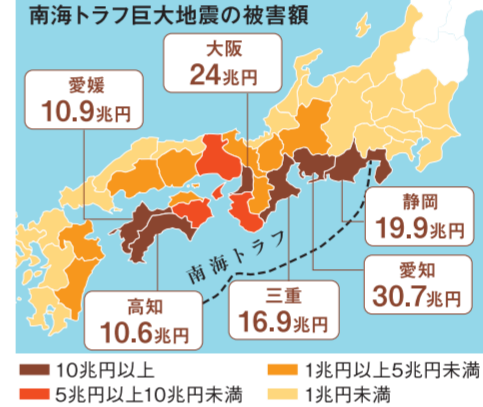 南海トラフ巨大地震の被害額
大阪
24兆円
愛媛
10.9兆円
静岡
19.9兆円
愛知
30.7兆円
三重
16.9兆円
高知
10.6兆円
南海トラフ
10兆円以上
1兆円以上5兆円未満
5兆円以上10兆円未満
1兆円未満